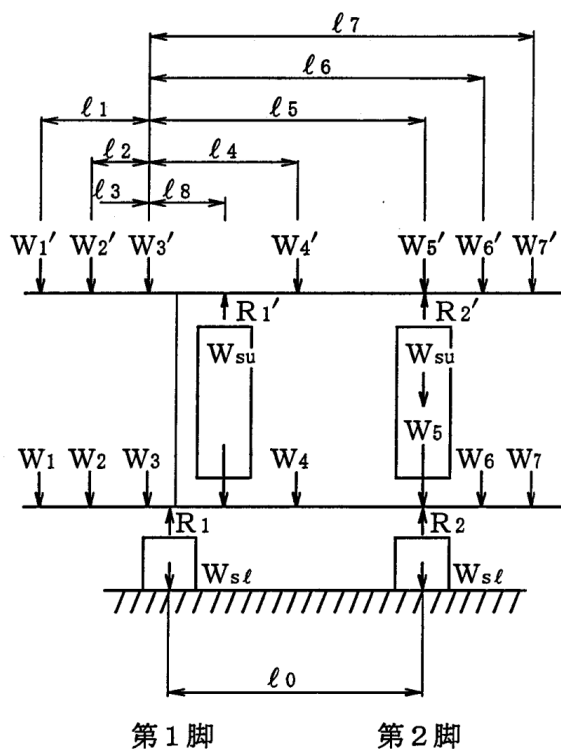 ℓ7
ℓ6
ℓ1 ℓ5
ℓ2 ℓ4
ℓ3 ℓ8
W1′ W2′ W3′ W4′ W5′ W6′ W7′
R1′ R2′
Wsu Wsu
W5
W1 W2 W3 W4 W6 W7
R1 R2
Wsℓ Wsℓ
ℓ0
第1脚 第2脚